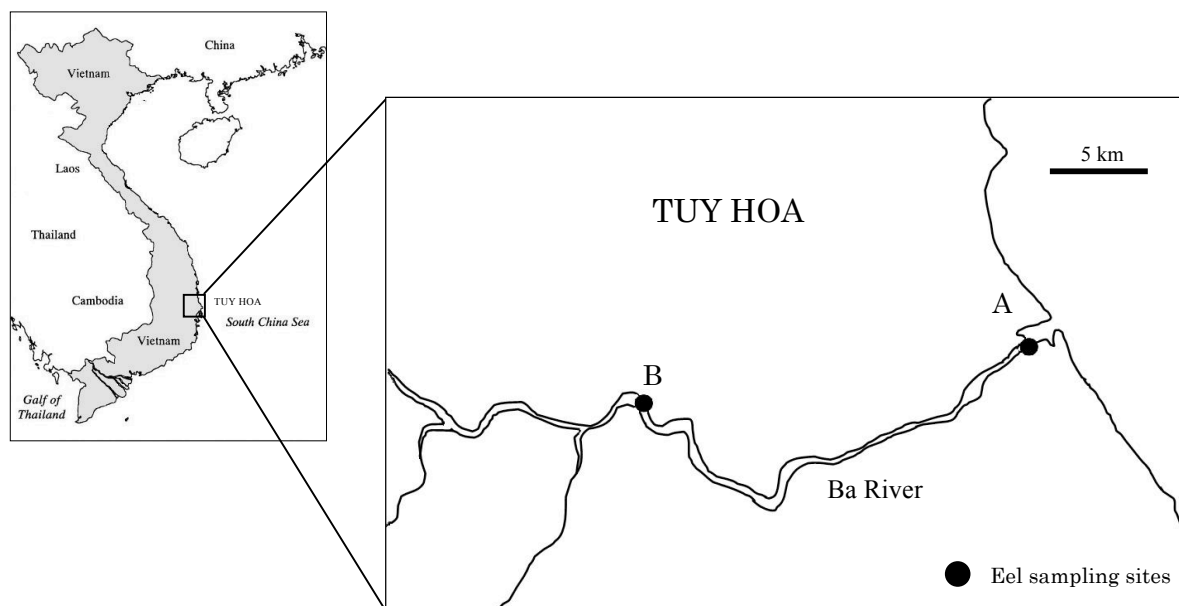 China
Vietnam
Laos
Thailand
Cambodia
TUY HOA
South China Sea
Vietnam
Galf of
Thailand
5 km
TUY HOA
A
B
Ba River
Eel sampling sites